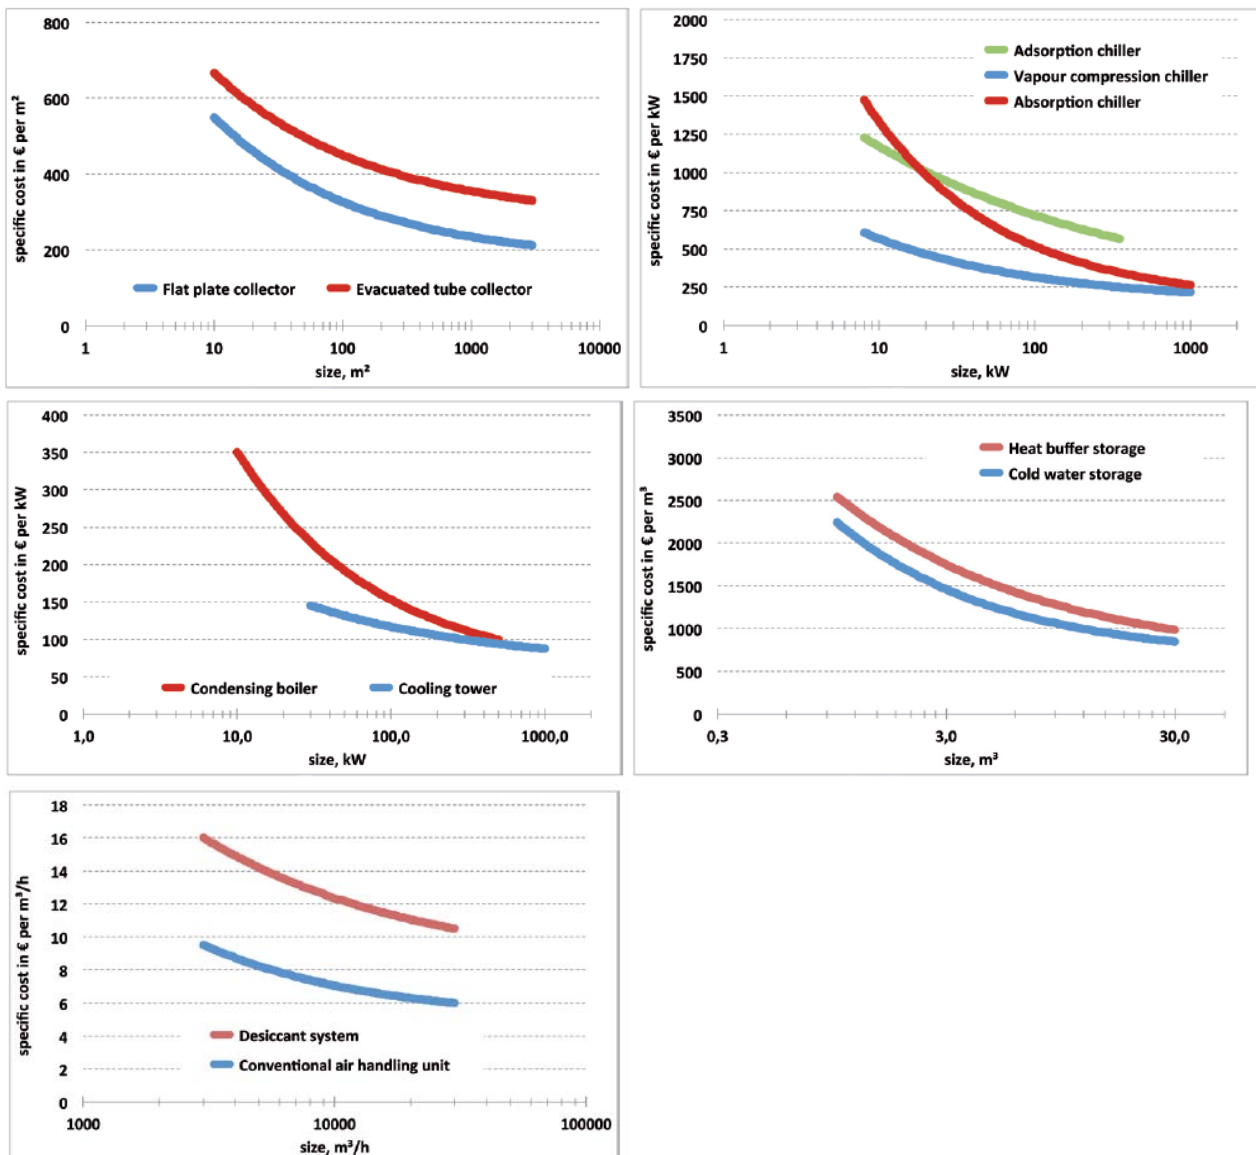 800
600
400
200
0
specific cost in € per m²
Flat plate collector
Evacuated tube collector
1
10
100
1000
10000
size, m²
2000
1750
1500
1250
1000
750
500
250
0
specific cost in € per kW
Adsorption chiller
Vapour compression chiller
Absorption chiller
1
10
100
1000
size, kW
400
350
300
250
200
150
100
50
0
specific cost in € per kW
Condensing boiler
Cooling tower
1,0
10,0
100,0
1000,0
size, kW
3500
3000
2500
2000
1500
1000
500
0
specific cost in € per m³
Heat buffer storage
Cold water storage
0,3
3,0
30,0
size, m³
18
16
14
12
10
8
6
4
2
0
specific cost in € per m³/h
Desiccant system
Conventional air handling unit
1000
10000
100000
size, m³/h